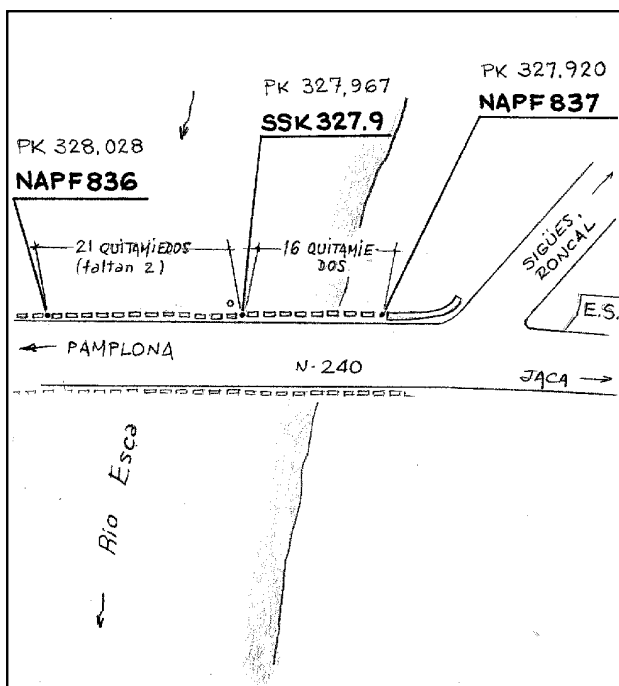 PK 328,028
NAPF 836
PK 327,967
SSK 327.9
PK 327,920
NAPF 837
21 QUITAMIEDOS
(faltan 2)
16 QUITAMIE-
DOS
SIGÜES,
RONCAL
E.S.
← PAMPLONA
N-240
JACA →
← Río Esca